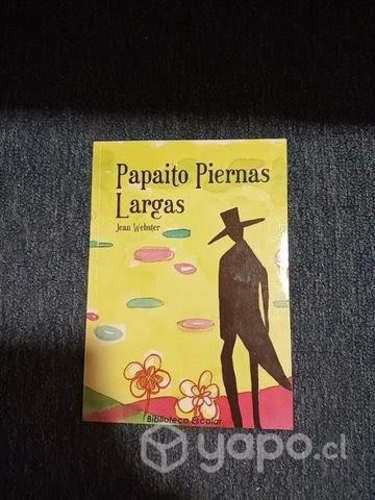 Papaito Piernas
Largas
Jean Webster
Biblioteca Escolar
yapo.cl